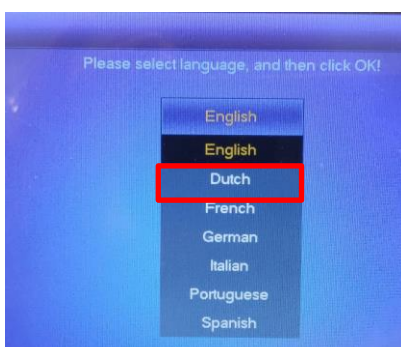 Please select language, and then click OK!
English
English
Dutch
French
German
Italian
Portuguese
Spanish